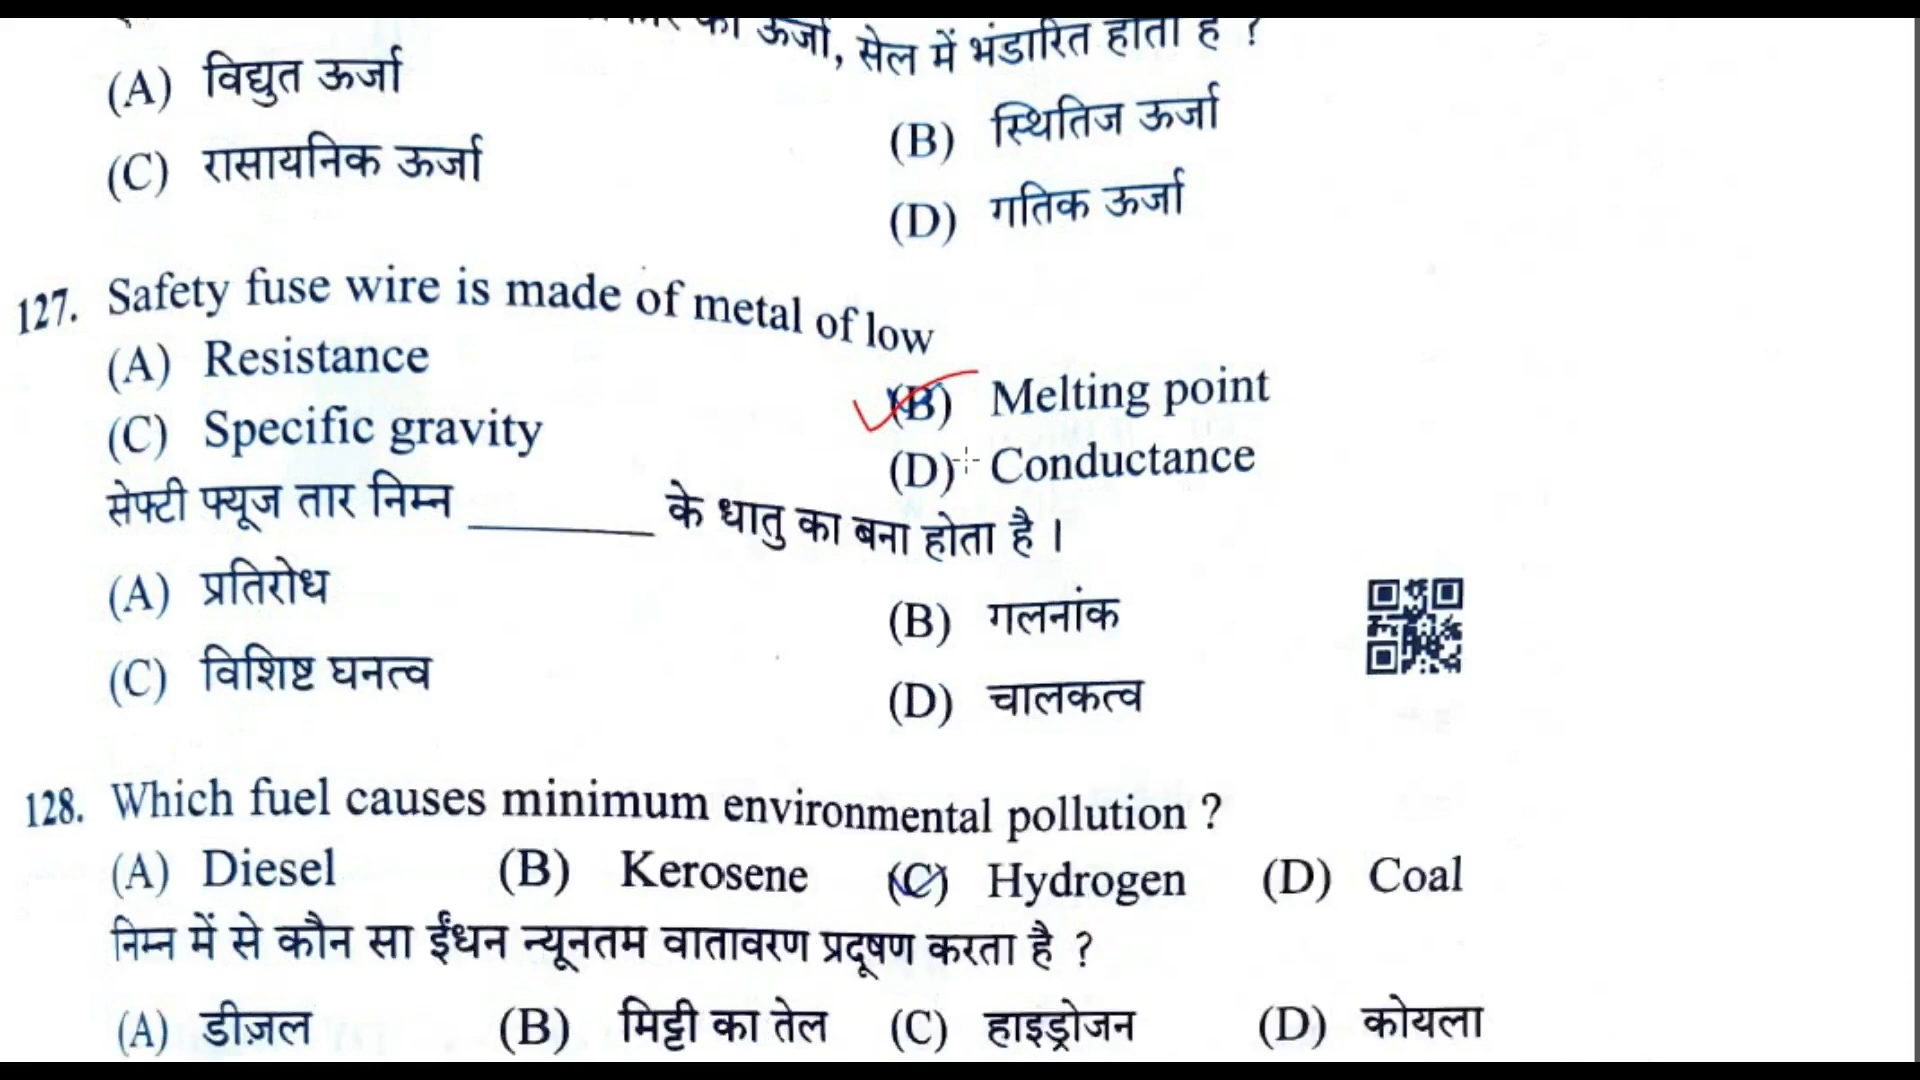 का ऊर्जा, सेल में भंडारित होता है ?
(A) विद्युत ऊर्जा
(B) स्थितिज ऊर्जा
(C) रासायनिक ऊर्जा
(D) गतिक ऊर्जा
127. Safety fuse wire is made of metal of low
(A) Resistance
(B) Melting point
(C) Specific gravity
(D) Conductance
सेफ्टी फ्यूज तार निम्न ________ के धातु का बना होता है ।
(A) प्रतिरोध
(B) गलनांक
(C) विशिष्ट घनत्व
(D) चालकत्व
128. Which fuel causes minimum environmental pollution ?
(A) Diesel (B) Kerosene (C) Hydrogen (D) Coal
निम्न में से कौन सा ईंधन न्यूनतम वातावरण प्रदूषण करता है ?
(A) डीज़ल (B) मिट्टी का तेल (C) हाइड्रोजन (D) कोयला